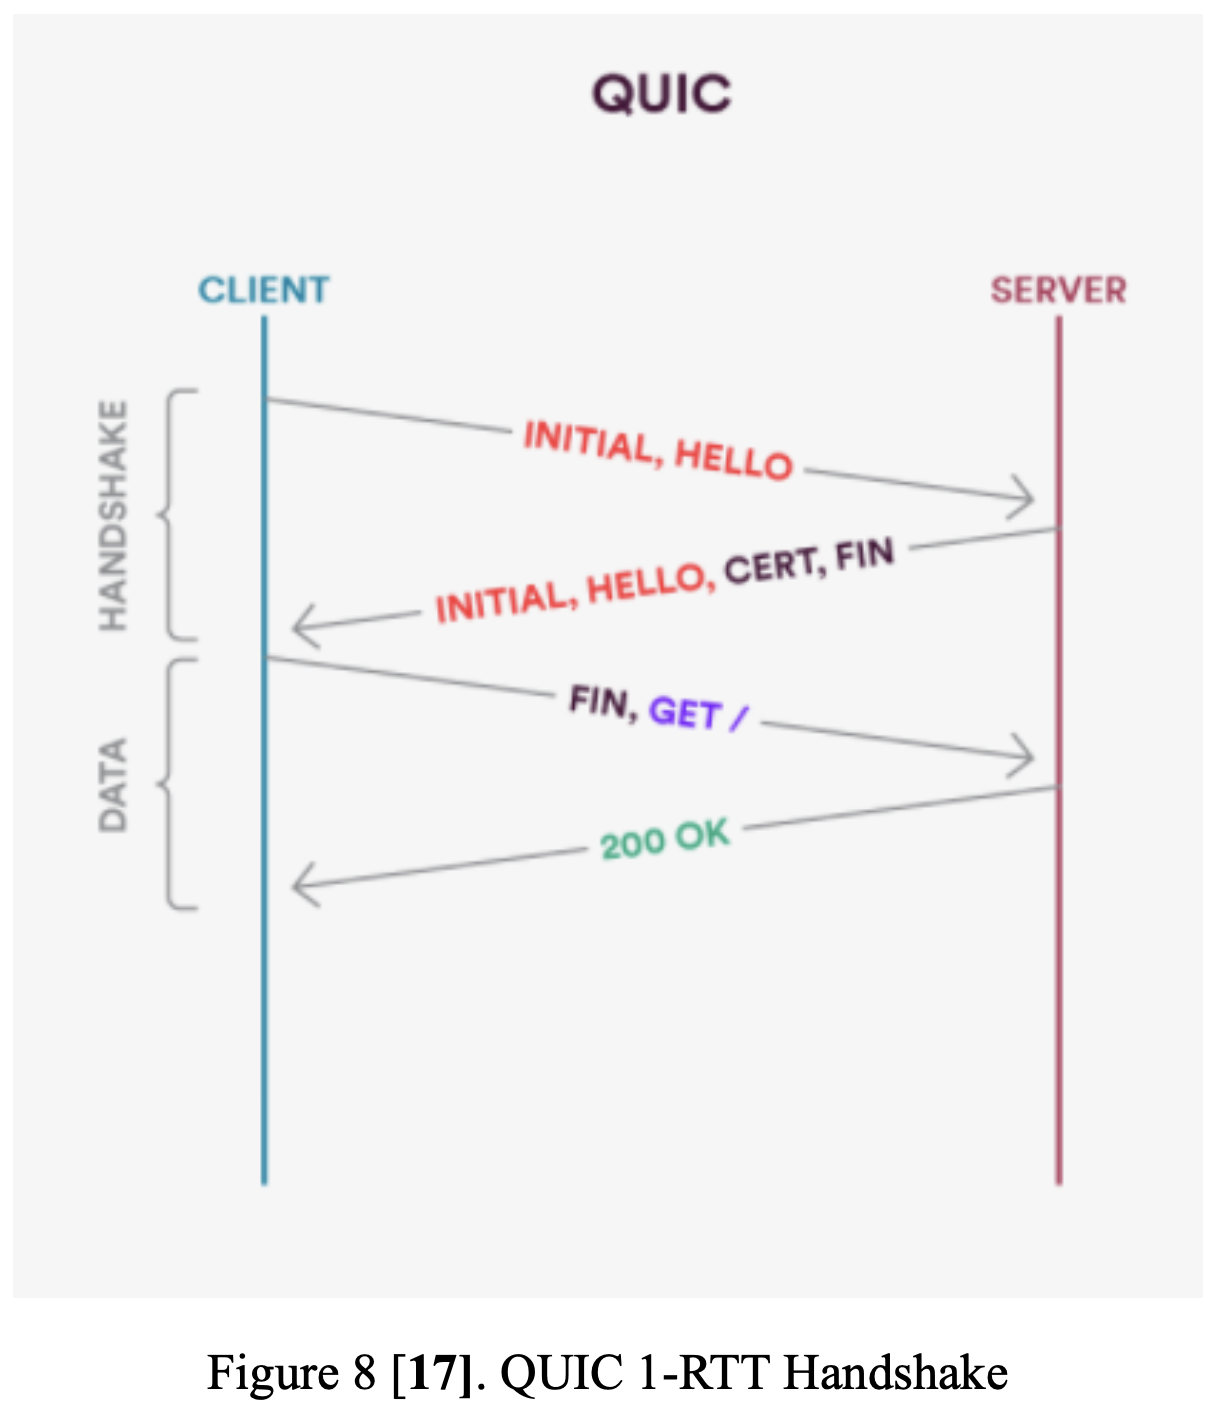 QUIC
CLIENT
SERVER
HANDSHAKE
INITIAL, HELLO
INITIAL, HELLO, CERT, FIN
DATA
FIN, GET /
200 OK
Figure 8 [17]. QUIC 1-RTT Handshake